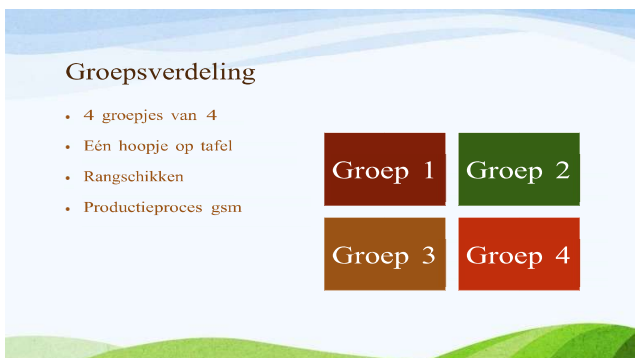 Groepsverdeling
• 4 groepjes van 4
• Eén hoopje op tafel
• Rangschikken
• Productieproces gsm
Groep 1
Groep 2
Groep 3
Groep 4